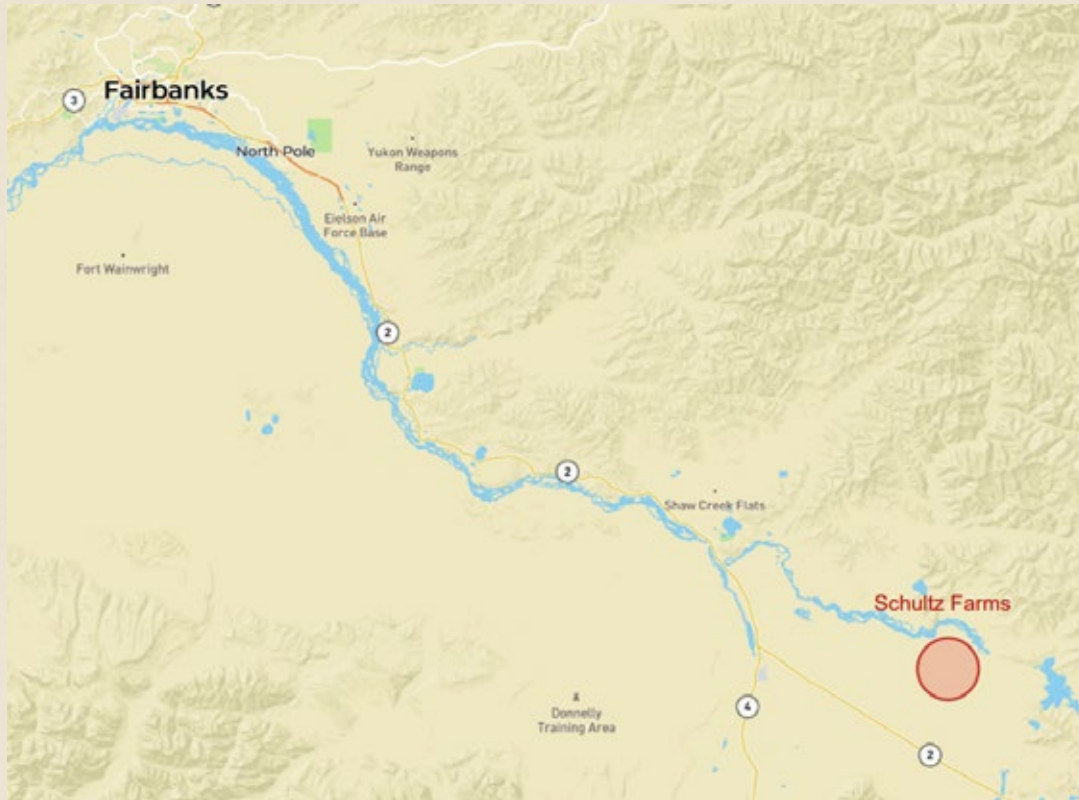 Fairbanks
3
North Pole
Yukon Weapons
Range
Eielson Air
Force Base
Fort Wainwright
2
2
Shaw Creek Flats
Schultz Farms
Donnelly
Training Area
4
2